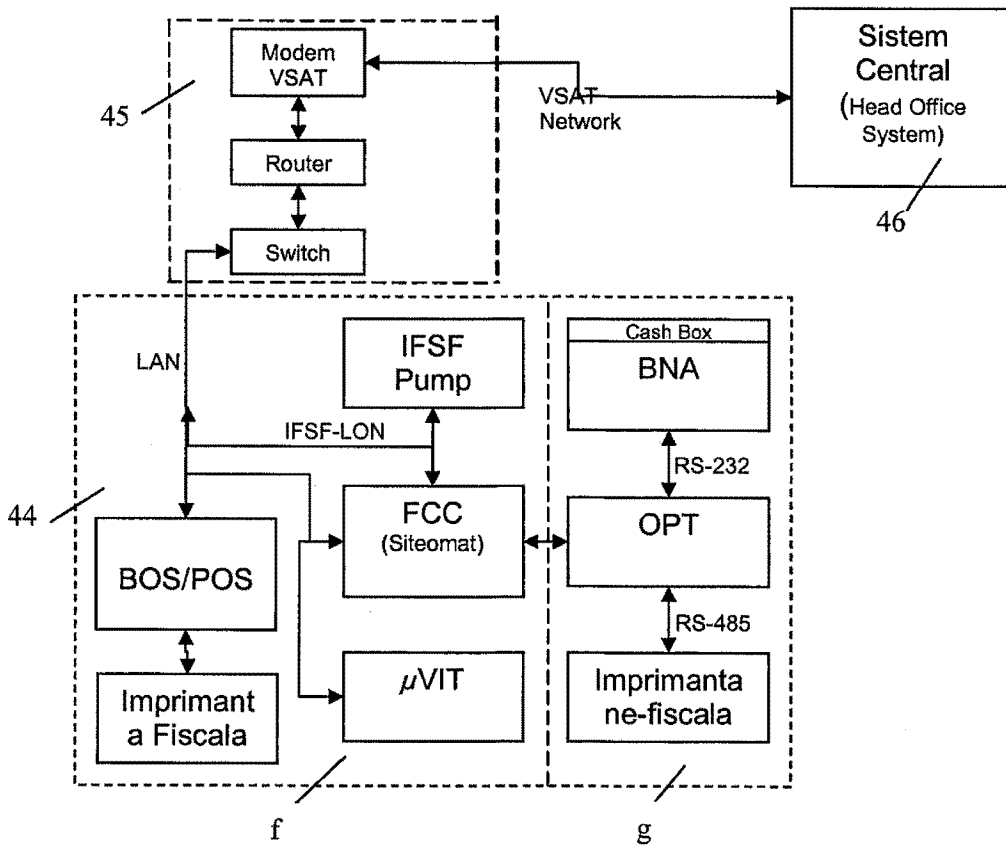 Modem
VSAT
Sistem
Central
(Head Office
System)
45
VSAT
Network
Router
46
Switch
LAN
IFSF
Pump
Cash Box
BNA
IFSF-LON
RS-232
44
FCC
(Siteomat)
OPT
BOS/POS
RS-485
Imprimant
a Fiscala
µVIT
Imprimanta
ne-fiscala
f
g